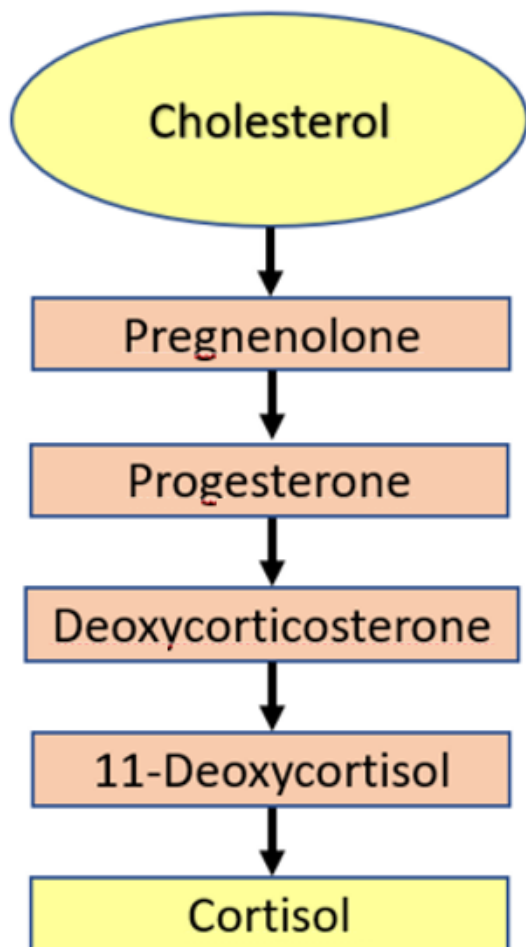 Cholesterol
Pregnenolone
Progesterone
Deoxycorticosterone
11-Deoxycortisol
Cortisol